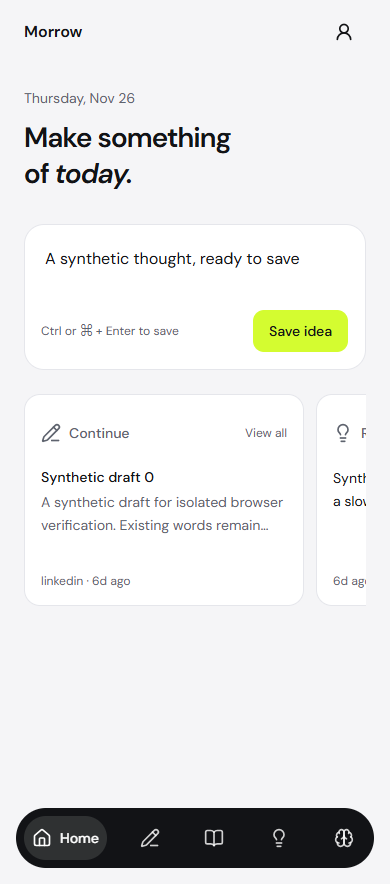 Morrow
Thursday, Nov 26
Make something
of today.
A synthetic thought, ready to save
Ctrl or ⌘ + Enter to save
Save idea
Continue
View all
Synthetic draft 0
A synthetic draft for isolated browser
verification. Existing words remain…
linkedin · 6d ago
a slow
6d ago
Home